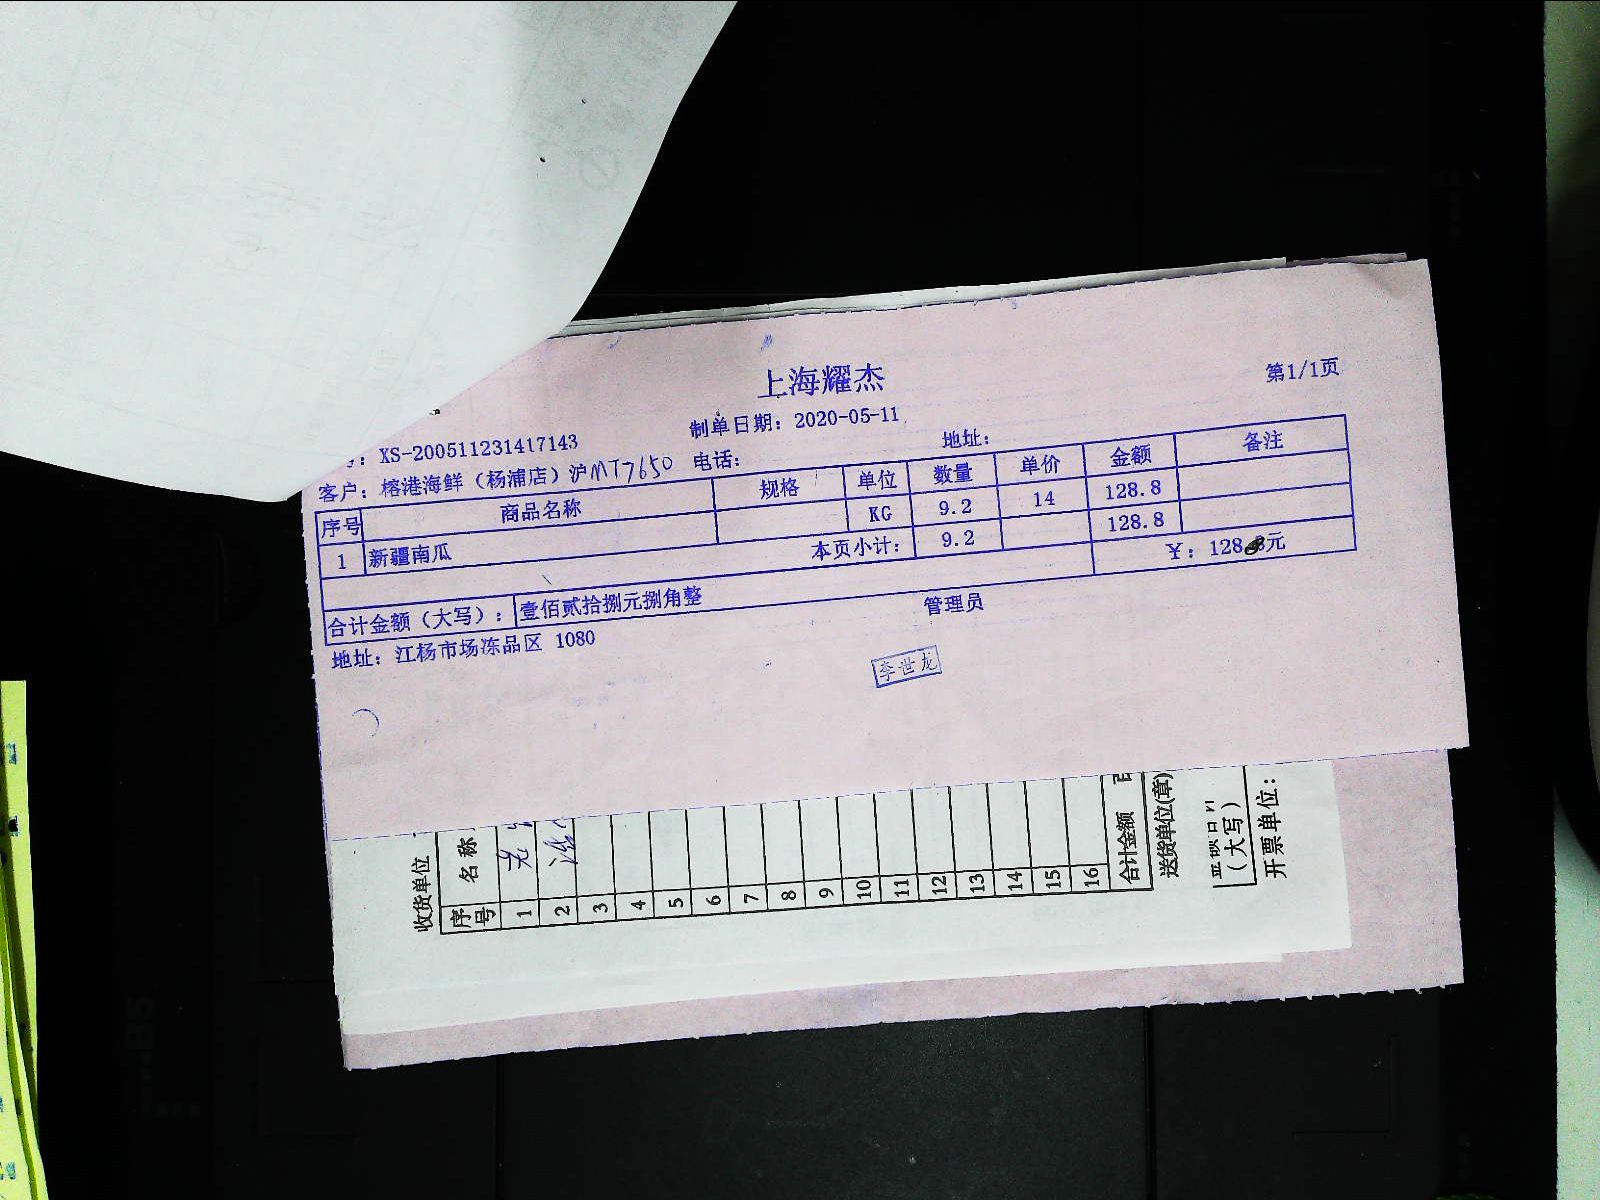 上海耀杰
第1/1页
：XS-200511231417143 制单日期：2020-05-11
客户：榕港海鲜（杨浦店）沪MT7650 电话： 地址：
序号 商品名称 规格 单位 数量 单价 金额 备注
1 新疆南瓜 KG 9.2 14 128.8
本页小计： 9.2 128.8
合计金额（大写）： 壹佰贰拾捌元捌角整 ￥：128. 元
地址：江杨市场冻品区 1080 管理员
李世龙
收货单位
序号 名称
1
2
3
4
5
6
7
8
9
10
11
12
13
14
15
16
合计金额
送货单位(章)
（大写）
开票单位：